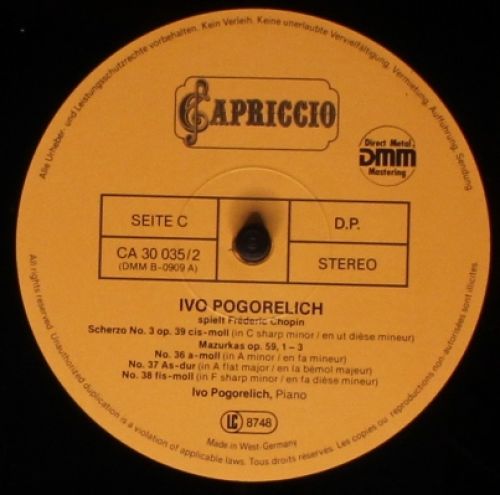 Alle Urheber- und Leistungsschutzrechte vorbehalten. Kein Verleih. Keine unerlaubte Vervielfältigung, Vermietung, Aufführung, Sendung
CAPRICCIO
Direct Metal
DMM
Mastering
SEITE C
D.P.
CA 30 035/2
(DMM B-0909 A)
STEREO
IVO POGORELICH
spielt Fréderic Chopin
Scherzo No. 3 op. 39 cis-moll (in C sharp minor / en ut dièse mineur)
Mazurkas op. 59, 1 – 3
No. 36 a-moll (in A minor / en fa mineur)
No. 37 As-dur (in A flat major / en la bémol majeur)
No. 38 fis-moll (in F sharp minor / en fa dièse mineur)
Ivo Pogorelich, Piano
LC 8748
Made in West-Germany
All rights reserved. Unauthorized duplication is a violation of applicable laws. Tous droits réservés. Les copies ou reproductions non-autorisées sont illicites.